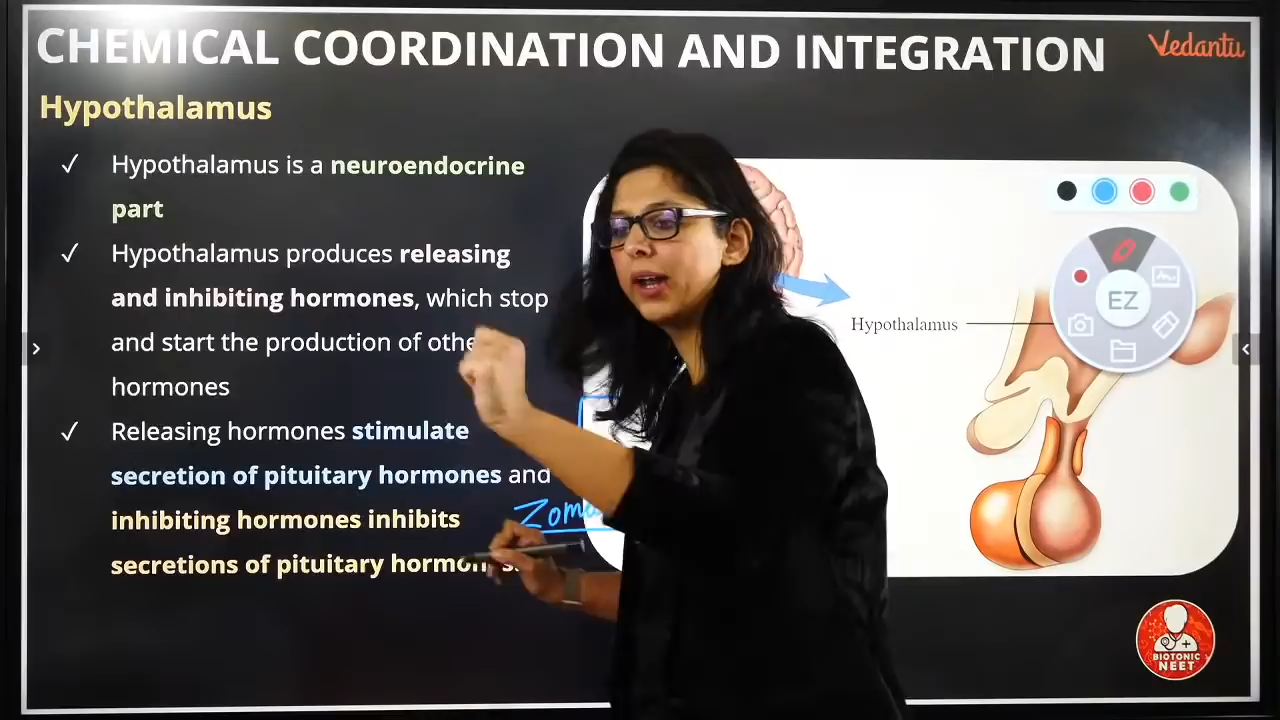 CHEMICAL COORDINATION AND INTEGRATION
Vedantu
Hypothalamus
✓ Hypothalamus is a neuroendocrine
part
✓ Hypothalamus produces releasing
and inhibiting hormones, which stop
and start the production of othe
hormones
✓ Releasing hormones stimulate
secretion of pituitary hormones and
inhibiting hormones inhibits
secretions of pituitary hormon s.
Zoma
EZ
Hypothalamus
BIOTONIC
NEET